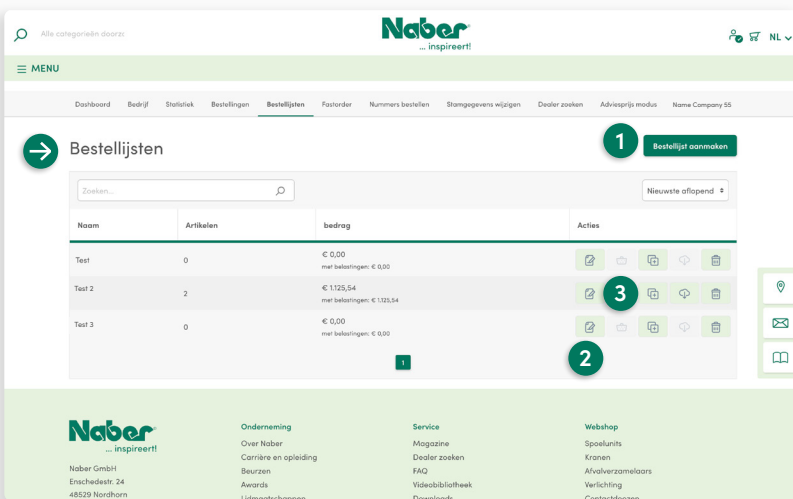 Alle categorieën doorzo
Naber®
... inspireert!
NL
MENU
Dashboard Bedrijf Statistiek Bestellingen Bestellijsten Fastorder Nummers bestellen Stamgegevens wijzigen Dealer zoeken Adviesprijs modus Name Company 55
Bestellijsten
1
Bestellijst aanmaken
Zoeken...
Nieuwste aflopend
Naam Artikelen bedrag Acties
Test 0 € 0,00
met belastingen: € 0,00
Test 2 2 € 1.125,54
met belastingen: € 1.125,54
3
Test 3 0 € 0,00
met belastingen: € 0,00
1
2
Naber®
... inspireert!
Naber GmbH
Enschedestr. 24
48529 Nordhorn
Onderneming
Over Naber
Carrière en opleiding
Beurzen
Awards
Lidmaatschappen
Service
Magazine
Dealer zoeken
FAQ
Videobibliotheek
Downloads
Webshop
Spoelunits
Kranen
Afvalverzamelaars
Verlichting
Contactdozen